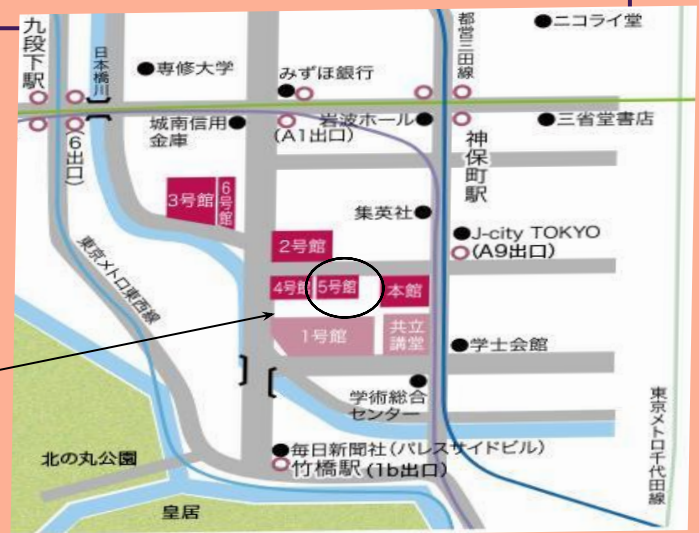 九段下駅
日本橋川
●専修大学
みずほ銀行
都営三田線
●ニコライ堂
(6出口)
城南信用●
金庫
(A1出口)
岩波ホール●
●三省堂書店
神保町駅
3号館
6号館
集英社●
●J-city TOKYO
(A9出口)
2号館
東京メトロ東西線
4号館
5号館
本館
1号館
共立
講堂
●学士会館
学術総合
センター
東京メトロ千代田線
●毎日新聞社(パレスサイドビル)
竹橋駅(1b出口)
北の丸公園
皇居